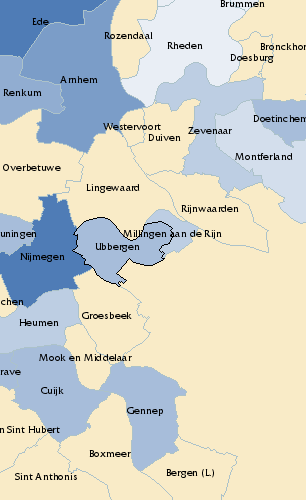 Brummen
Ede
Rozendaal
Rheden
Bronckhor
Doesburg
Arnhem
Renkum
Westervoort
Duiven
Zevenaar
Doetinchem
Montferland
Overbetuwe
Lingewaard
Rijnwaarden
uningen
Millingen aan de Rijn
Ubbergen
Nijmegen
chen
Heumen
Groesbeek
Mook en Middelaar
rave
Cuijk
Gennep
n Sint Hubert
Boxmeer
Sint Anthonis
Bergen (L)